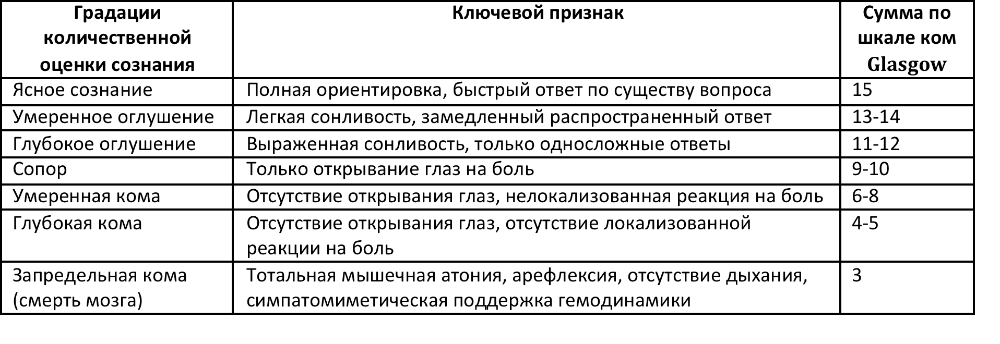 Градации
количественной
оценки сознания
Ключевой признак
Сумма по
шкале ком
Glasgow
Ясное сознание
Полная ориентировка, быстрый ответ по существу вопроса
15
Умеренное оглушение
Легкая сонливость, замедленный распространенный ответ
13-14
Глубокое оглушение
Выраженная сонливость, только односложные ответы
11-12
Сопор
Только открывание глаз на боль
9-10
Умеренная кома
Отсутствие открывания глаз, нелокализованная реакция на боль
6-8
Глубокая кома
Отсутствие открывания глаз, отсутствие локализованной
реакции на боль
4-5
Запредельная кома
(смерть мозга)
Тотальная мышечная атония, арефлексия, отсутствие дыхания,
симпатомиметическая поддержка гемодинамики
3